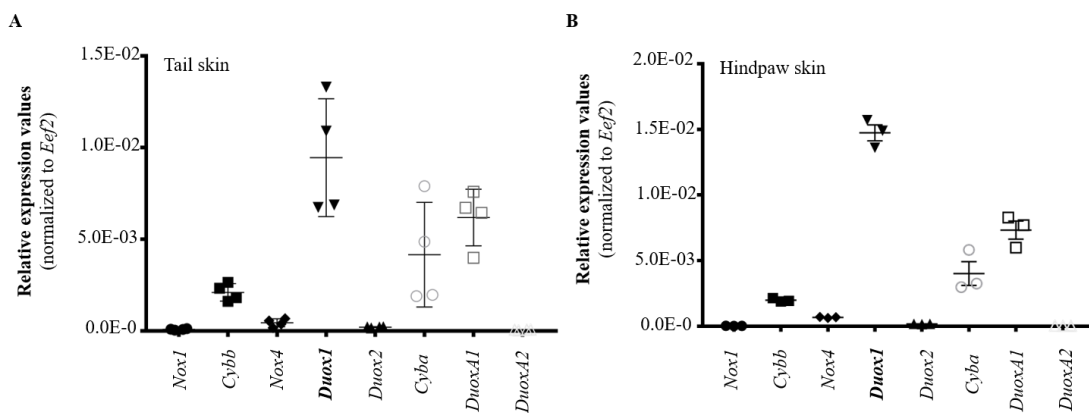 A
Tail skin
Relative expression values
(normalized to Eef2)
1.5E-02
1.0E-02
5.0E-03
0.0E-0
Nox1
Cybb
Nox4
Duox1
Duox2
Cyba
DuoxA1
DuoxA2
B
Hindpaw skin
Relative expression values
(normalized to Eef2)
2.0E-02
1.5E-02
1.0E-02
5.0E-03
0.0E-0
Nox1
Cybb
Nox4
Duox1
Duox2
Cyba
DuoxA1
DuoxA2